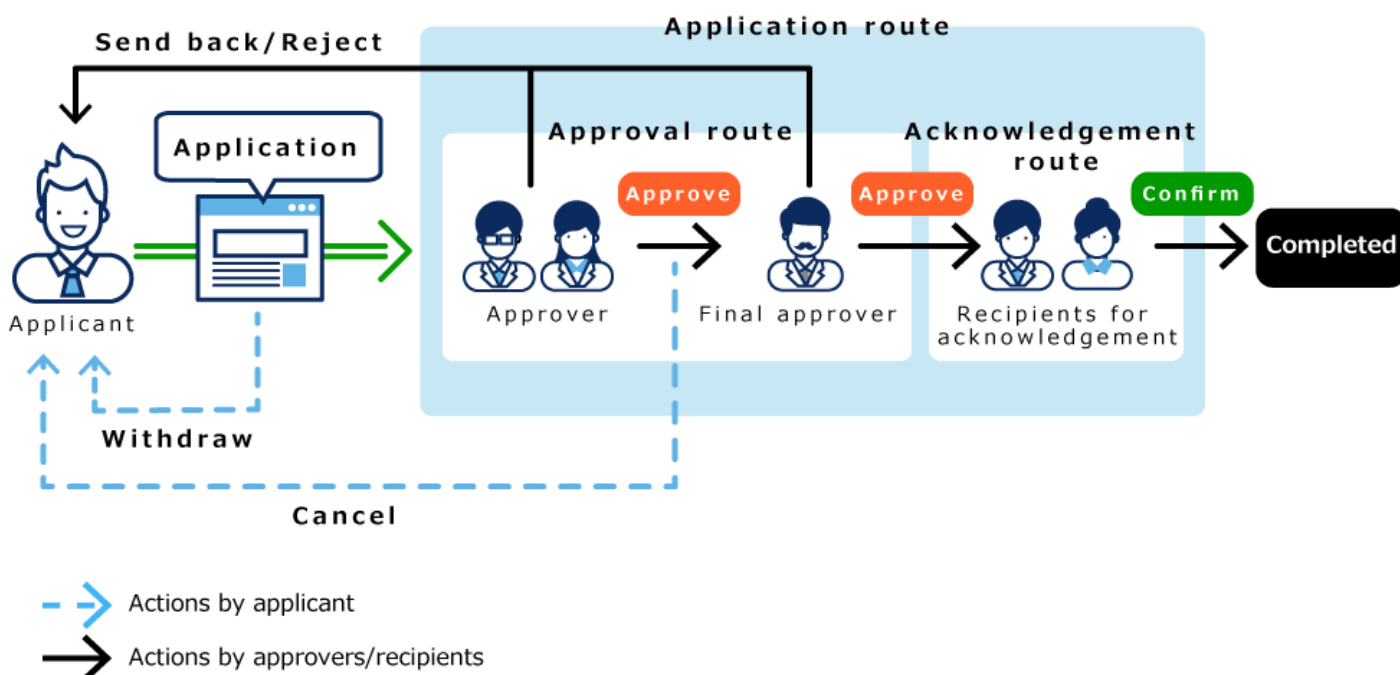 Application route
Send back/Reject
Application
Approval route
Acknowledgement
route
Approve
Approve
Confirm
Completed
Applicant
Approver
Final approver
Recipients for
acknowledgement
Withdraw
Cancel
Actions by applicant
Actions by approvers/recipients